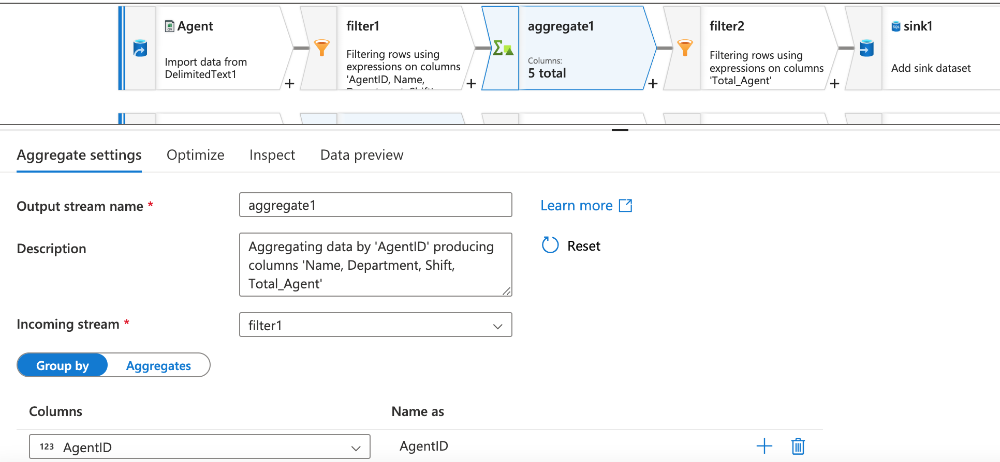 Agent
Import data from
DelimitedText1
+
filter1
Filtering rows using
expressions on columns
'AgentID, Name,
Department, Shift'
+
aggregate1
Columns:
5 total
+
filter2
Filtering rows using
expressions on columns
'Total_Agent'
+
sink1
Add sink dataset
Aggregate settings
Optimize
Inspect
Data preview
Output stream name *
aggregate1
Learn more
Description
Aggregating data by 'AgentID' producing
columns 'Name, Department, Shift,
Total_Agent'
Reset
Incoming stream *
filter1
Group by
Aggregates
Columns
Name as
123 AgentID
AgentID